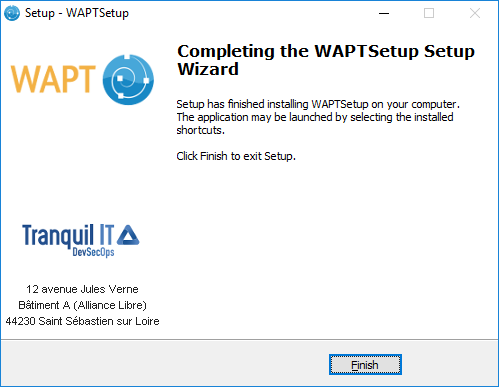 Setup - WAPTSetup
WAPT
Completing the WAPTSetup Setup
Wizard
Setup has finished installing WAPTSetup on your computer.
The application may be launched by selecting the installed
shortcuts.
Click Finish to exit Setup.
Tranquil IT
DevSecOps
12 avenue Jules Verne
Bâtiment A (Alliance Libre)
44230 Saint Sébastien sur Loire
Finish